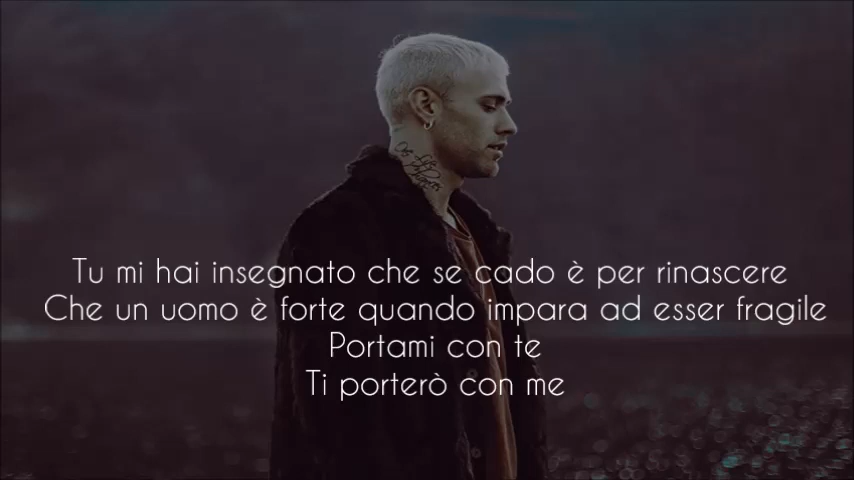 Tu mi hai insegnato che se cado è per rinascere
Che un uomo è forte quando impara ad esser fragile
Portami con te
Ti porterò con me